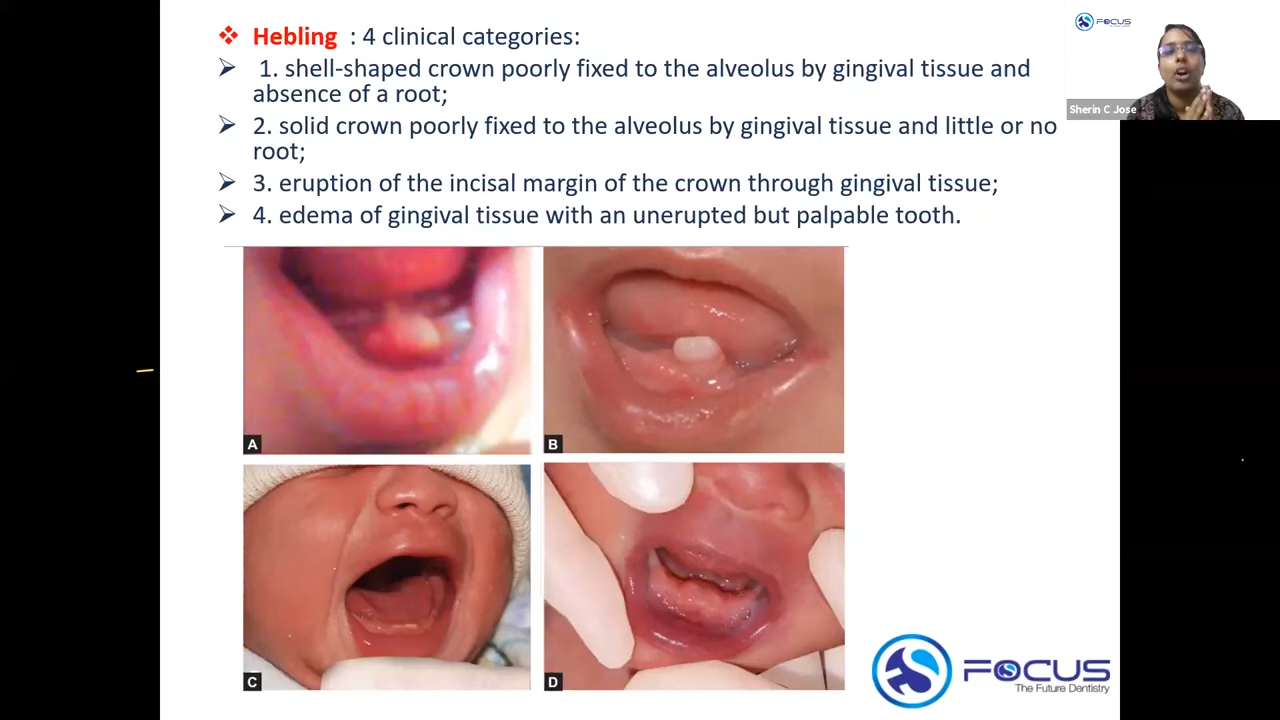 ❖ Hebling : 4 clinical categories:
➢ 1. shell-shaped crown poorly fixed to the alveolus by gingival tissue and
absence of a root;
➢ 2. solid crown poorly fixed to the alveolus by gingival tissue and little or no
root;
➢ 3. eruption of the incisal margin of the crown through gingival tissue;
➢ 4. edema of gingival tissue with an unerupted but palpable tooth.
FOCUS
Sherin C Jose
A
B
C
D
FOCUS
The Future Dentistry